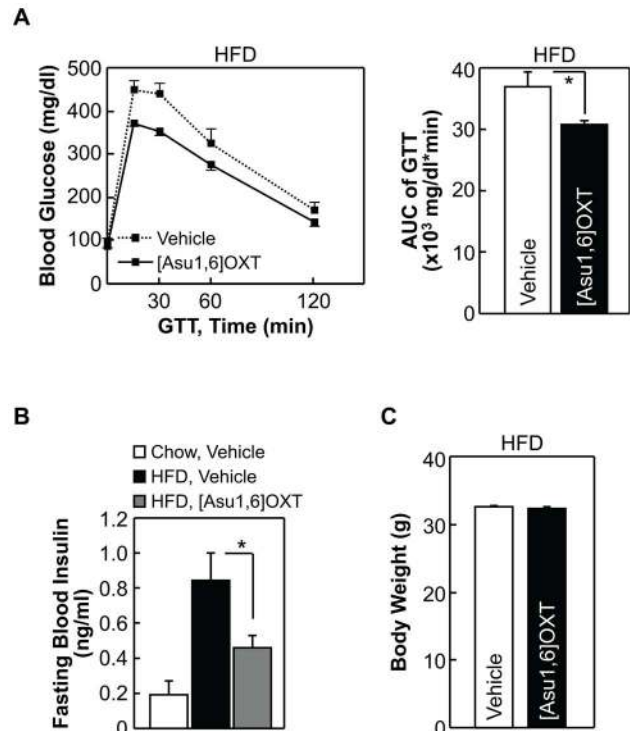 A
HFD
Blood Glucose (mg/dl)
500
400
300
200
100
0
Vehicle
[Asu1,6]OXT
30
60
120
GTT, Time (min)
HFD
AUC of GTT
(x10³ mg/dl*min)
40
30
20
10
0
*
Vehicle
[Asu1,6]OXT
B
Chow, Vehicle
HFD, Vehicle
HFD, [Asu1,6]OXT
Fasting Blood Insulin
(ng/ml)
1.2
1.0
0.8
0.6
0.4
0.2
0
*
C
HFD
Body Weight (g)
40
30
20
10
0
Vehicle
[Asu1,6]OXT